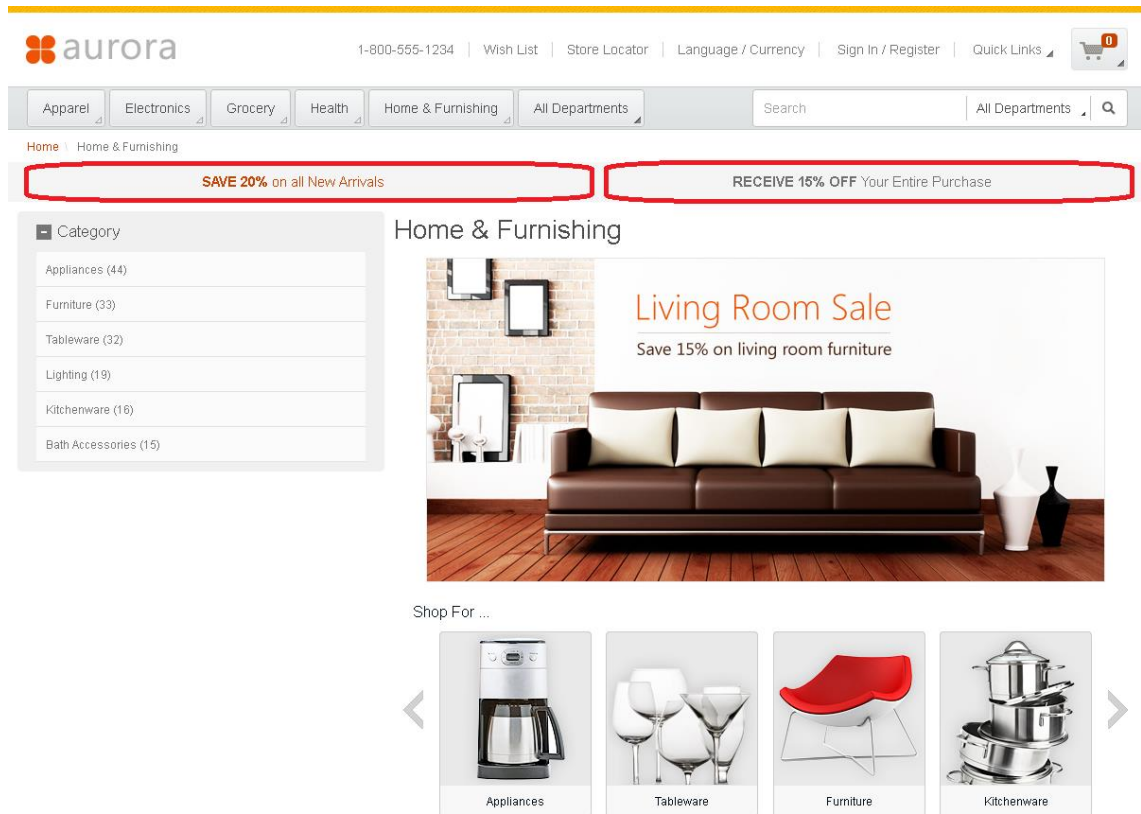 aurora
1-800-555-1234 | Wish List | Store Locator | Language / Currency | Sign In / Register | Quick Links
0
Apparel Electronics Grocery Health Home & Furnishing All Departments Search All Departments
Home \ Home & Furnishing
SAVE 20% on all New Arrivals RECEIVE 15% OFF Your Entire Purchase
Category
Appliances (44)
Furniture (33)
Tableware (32)
Lighting (19)
Kitchenware (16)
Bath Accessories (15)
Home & Furnishing
Living Room Sale
Save 15% on living room furniture
Shop For ...
Appliances Tableware Furniture Kitchenware